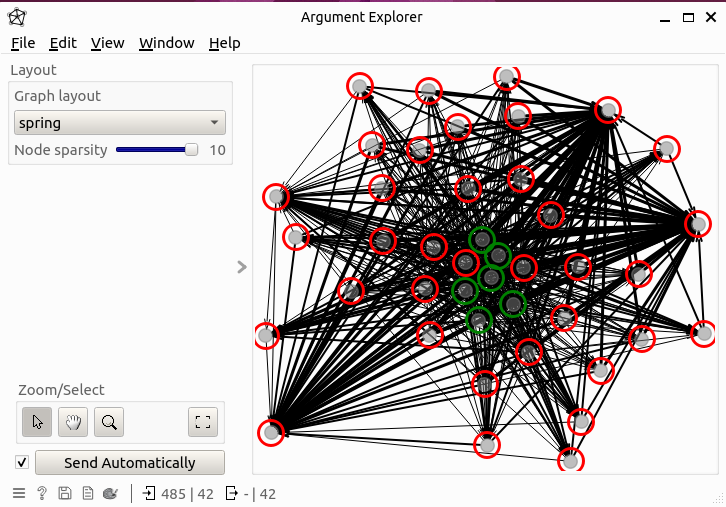 Argument Explorer
File Edit View Window Help
Layout
Graph layout
spring
Node sparsity 10
Zoom/Select
Send Automatically
? 485 | 42 - | 42